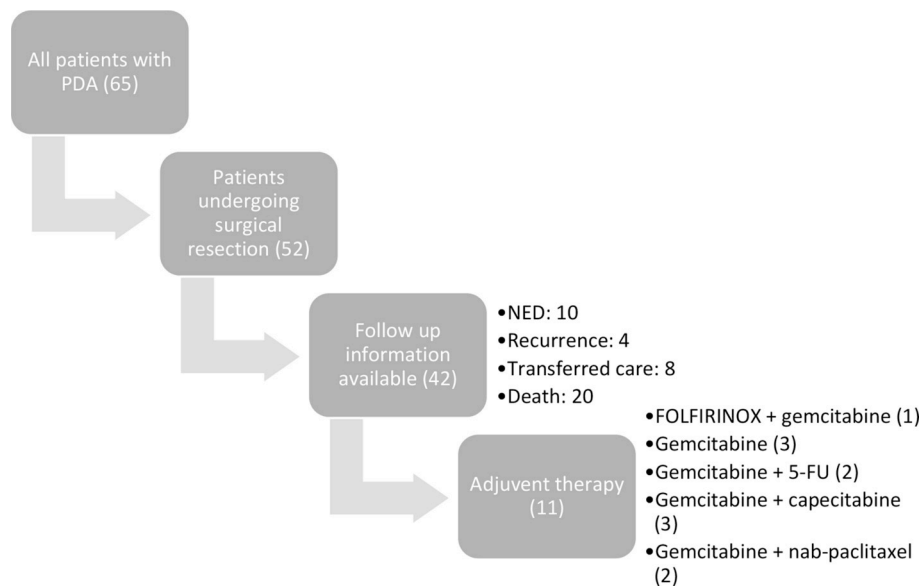 All patients with
PDA (65)
Patients
undergoing
surgical
resection (52)
Follow up
information
available (42)
•NED: 10
•Recurrence: 4
•Transferred care: 8
•Death: 20
Adjuvent therapy
(11)
•FOLFIRINOX + gemcitabine (1)
•Gemcitabine (3)
•Gemcitabine + 5-FU (2)
•Gemcitabine + capecitabine
(3)
•Gemcitabine + nab-paclitaxel
(2)